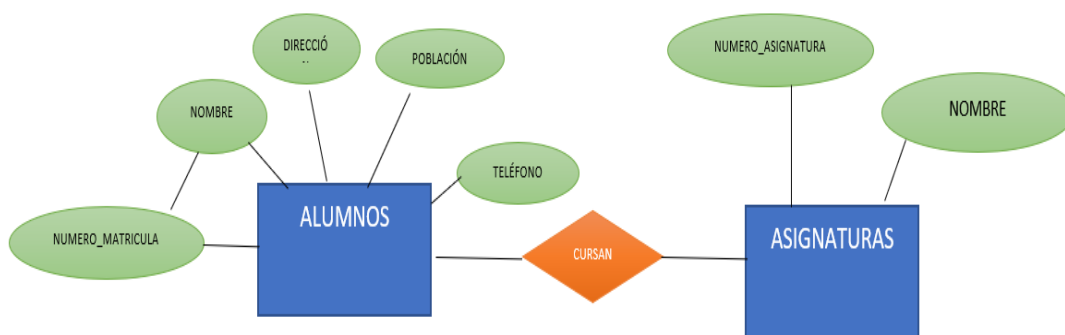 DIRECCIÓ
POBLACIÓN
NUMERO_ASIGNATURA
NOMBRE
NOMBRE
TELÉFONO
ALUMNOS
NUMERO_MATRICULA
CURSAN
ASIGNATURAS